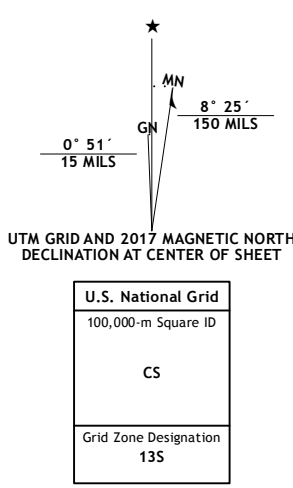 ★
MN
8° 25´
150 MILS
GN
0° 51´
15 MILS
UTM GRID AND 2017 MAGNETIC NORTH
DECLINATION AT CENTER OF SHEET
U.S. National Grid
100,000-m Square ID
CS
Grid Zone Designation
13S